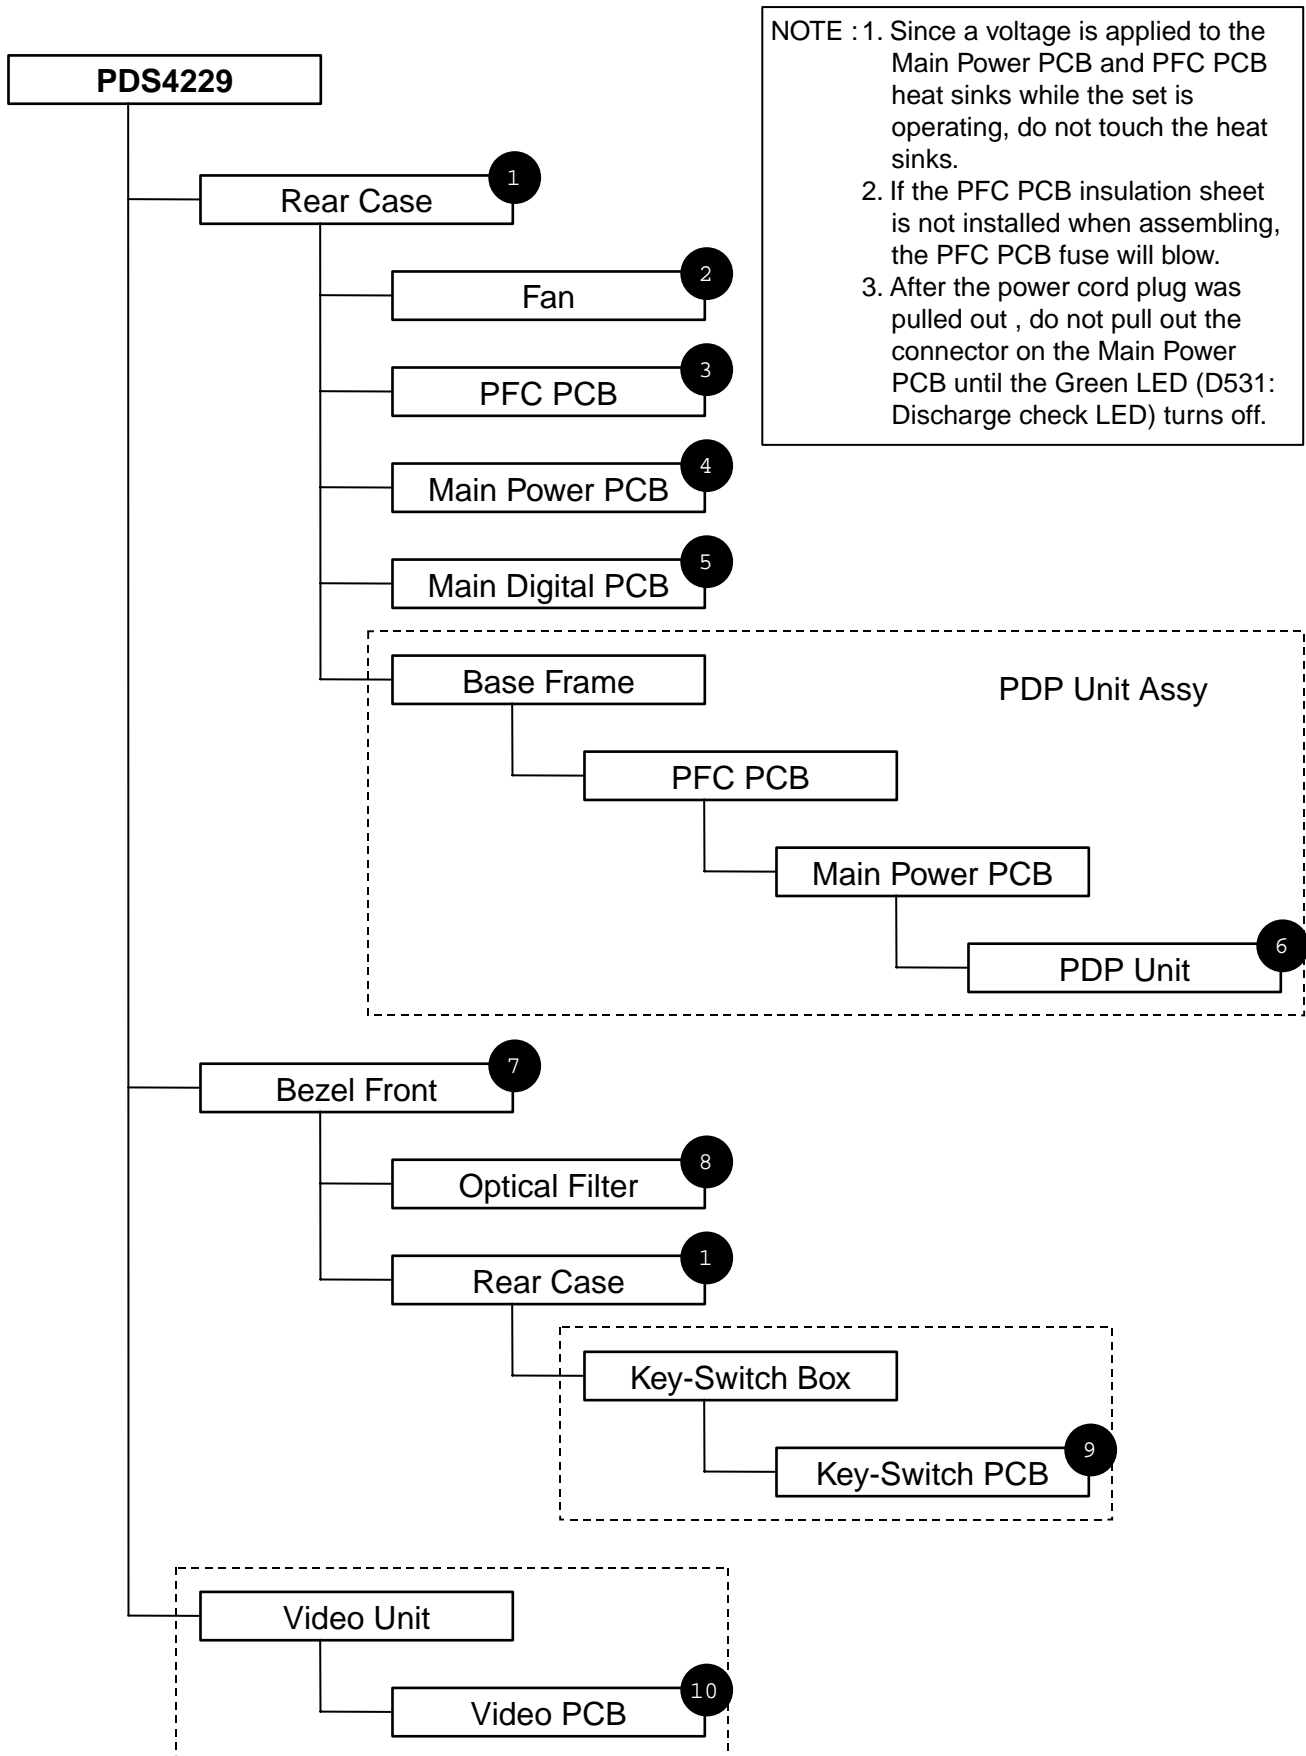 PDS4229
NOTE : 1. Since a voltage is applied to the
Main Power PCB and PFC PCB
heat sinks while the set is
operating, do not touch the heat
sinks.
2. If the PFC PCB insulation sheet
is not installed when assembling,
the PFC PCB fuse will blow.
3. After the power cord plug was
pulled out , do not pull out the
connector on the Main Power
PCB until the Green LED (D531:
Discharge check LED) turns off.
Rear Case
1
Fan
2
PFC PCB
3
Main Power PCB
4
Main Digital PCB
5
Base Frame
PDP Unit Assy
PFC PCB
Main Power PCB
PDP Unit
6
Bezel Front
7
Optical Filter
8
Rear Case
1
Key-Switch Box
Key-Switch PCB
9
Video Unit
Video PCB
10